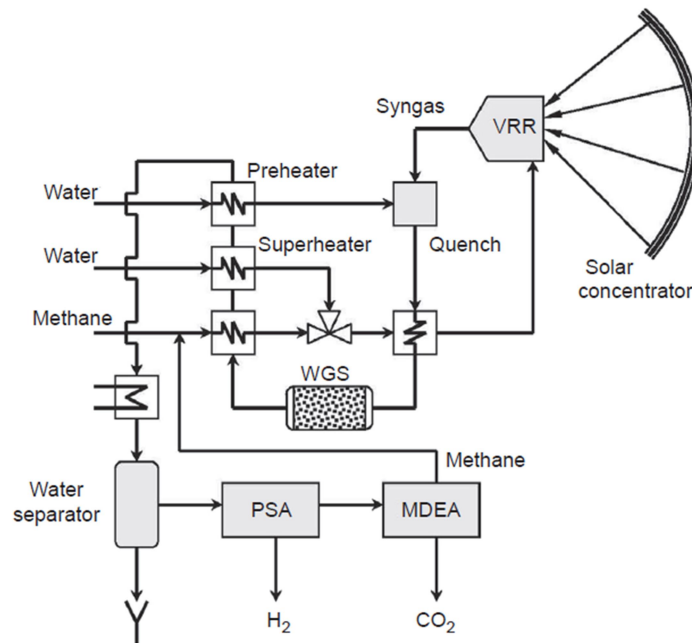 Syngas
VRR
Preheater
Water
Water
Superheater
Quench
Solar
concentrator
Methane
WGS
Methane
Water
separator
PSA
MDEA
H2
CO2